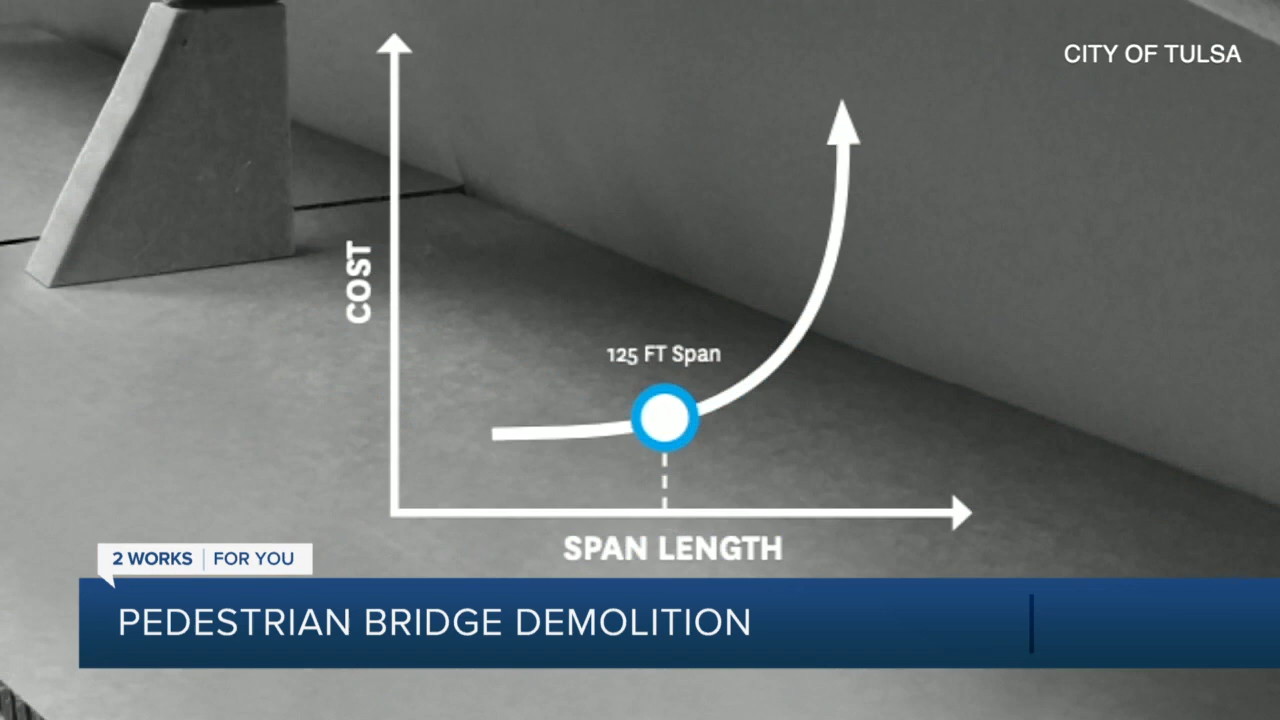 CITY OF TULSA
COST
125 FT Span
SPAN LENGTH
2 WORKS FOR YOU
PEDESTRIAN BRIDGE DEMOLITION